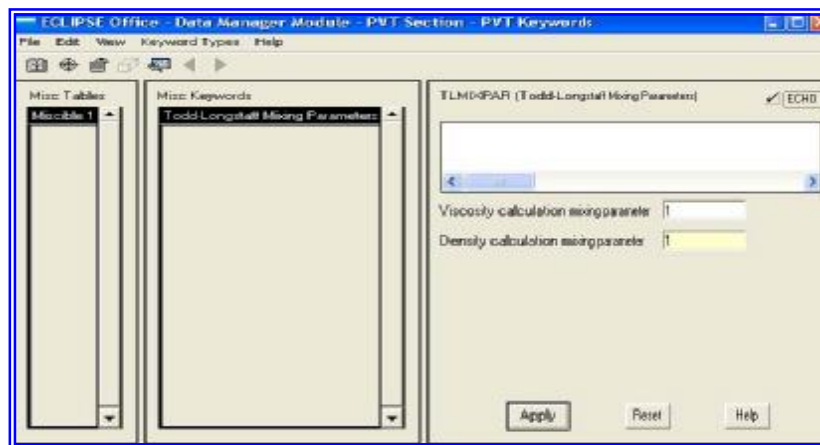 ECLIPSE Office - Data Manager Module - PVT Section - PVT Keywords
File Edit View Keyword Types Help
Misc Tables
Miscible 1
Misc Keywords
Todd-Longstaff Mixing Parameters
TLMIXPAR (Todd-Longstaff Mixing Parameters)
ECHO
Viscosity calculation mixing parameter 1
Density calculation mixing parameter 1
Apply Reset Help